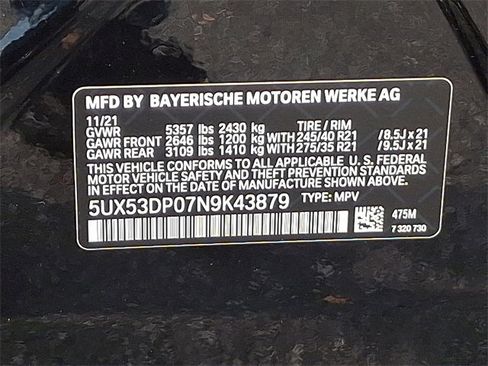 MFD BY BAYERISCHE MOTOREN WERKE AG
11/21 TIRE / RIM
GVWR 5357 lbs 2430 kg
GAWR FRONT 2646 lbs 1200 kg WITH 245/40 R21 /8.5J x 21
GAWR REAR 3109 lbs 1410 kg WITH 275/35 R21 /9.5J x 21
THIS VEHICLE CONFORMS TO ALL APPLICABLE U. S. FEDERAL
MOTOR VEHICLE SAFETY AND THEFT PREVENTION STANDARDS
IN EFFECT ON THE DATE OF MANUFACTURE SHOWN ABOVE.
5UX53DP07N9K43879 TYPE: MPV
475M
7 320 730